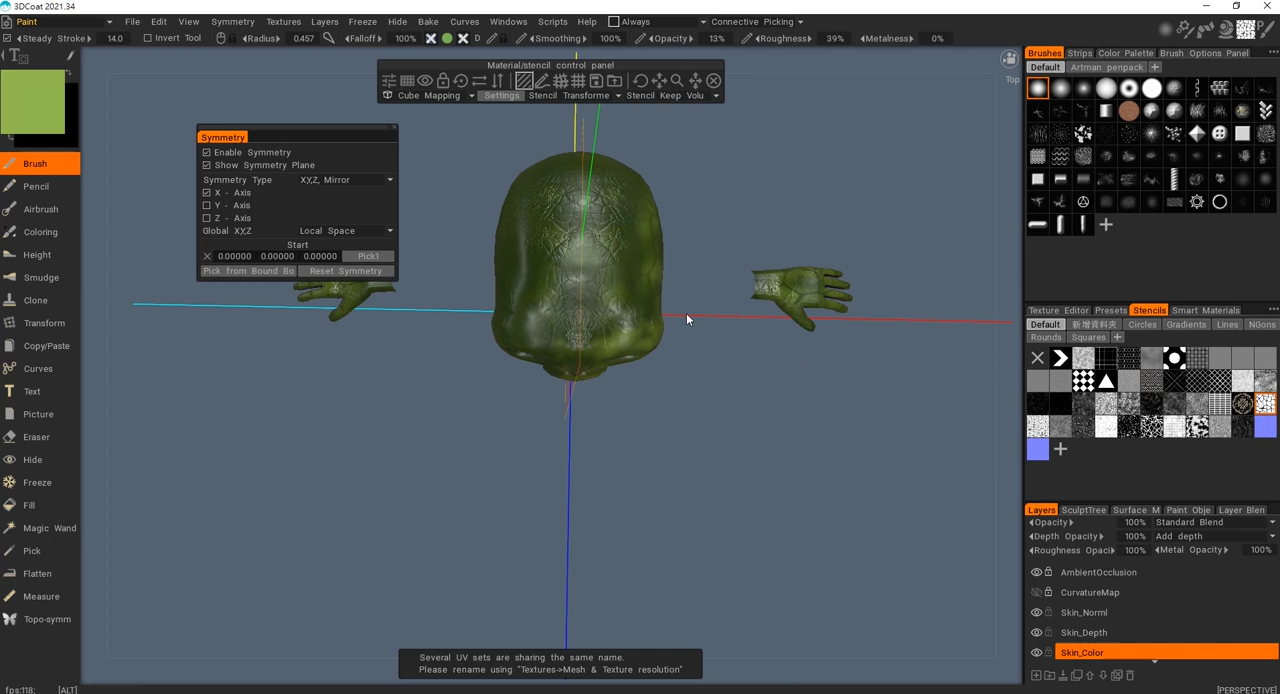 3DCoat 2021.34
Paint File Edit View Symmetry Textures Layers Freeze Hide Bake Curves Windows Scripts Help Always Connective Picking
Steady Stroke 14.0 Invert Tool Radius 0.457 Falloff 100% D Smoothing 100% Opacity 13% Roughness 39% Metalness 0%
Material/stencil control panel
Cube Mapping Settings Stencil Transforme Stencil Keep Volu
Top
Symmetry
Enable Symmetry
Show Symmetry Plane
Symmetry Type X,Y,Z, Mirror
X - Axis
Y - Axis
Z - Axis
Global X,Y,Z Local Space
Start
0.00000 0.00000 0.00000 Pick1
Pick from Bound Bo Reset Symmetry
Brush
Pencil
Airbrush
Coloring
Height
Smudge
Clone
Transform
Copy/Paste
Curves
Text
Picture
Eraser
Hide
Freeze
Fill
Magic Wand
Pick
Flatten
Measure
Topo-symm
Brushes Strips Color Palette Brush Options Panel
Default Artman penpack
Texture Editor Presets Stencils Smart Materials
Default 新增資料夾 Circles Gradients Lines NGons
Rounds Squares
Layers SculptTree Surface M Paint Obje Layer Blen
Opacity 100% Standard Blend
Depth Opacity 100% Add depth
Roughness Opaci 100% Metal Opacity 100%
AmbientOcclusion
CurvatureMap
Skin_Norml
Skin_Depth
Skin_Color
Several UV sets are sharing the same name.
Please rename using "Textures->Mesh & Texture resolution"
fps:118; [ALT] [PERSPECTIVE]